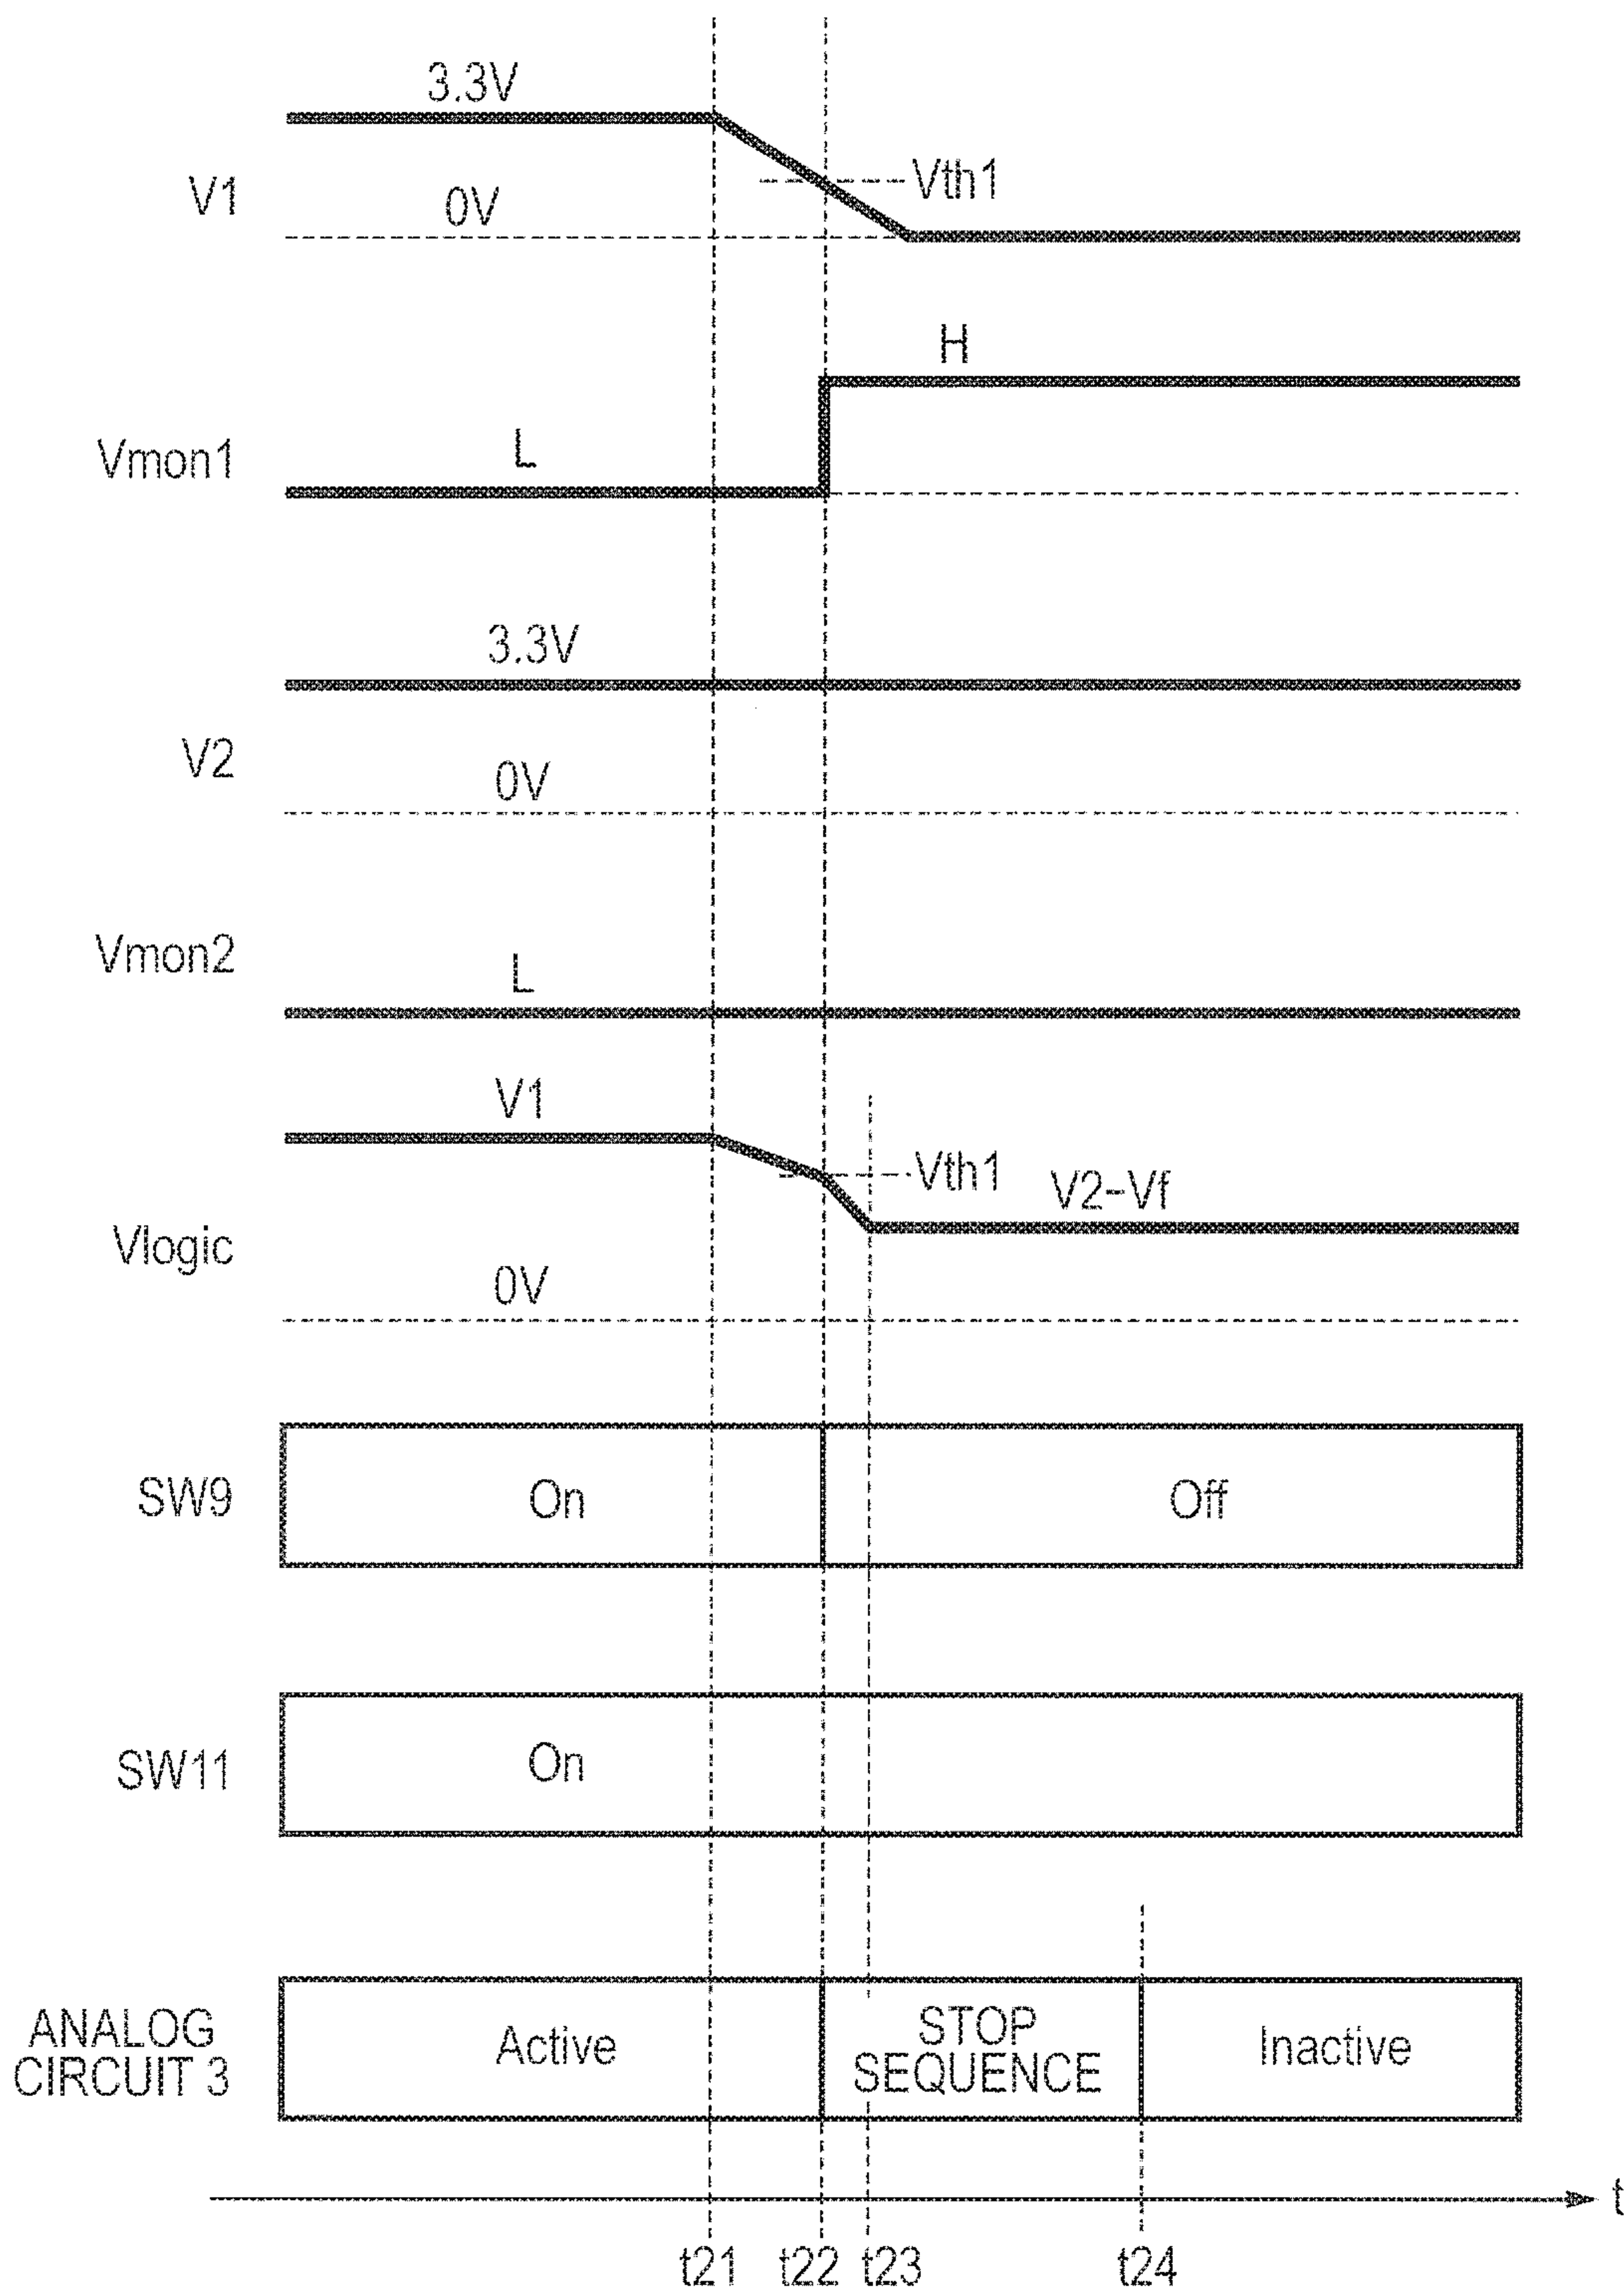 3.3V
V1
0V
Vth1
H
Vmon1
L
3.3V
V2
0V
Vmon2
L
V1
Vth1
V2-Vf
Vlogic
0V
SW9
On
Off
SW11
On
ANALOG
CIRCUIT 3
Active
STOP
SEQUENCE
Inactive
t
t21
t22
t23
t24